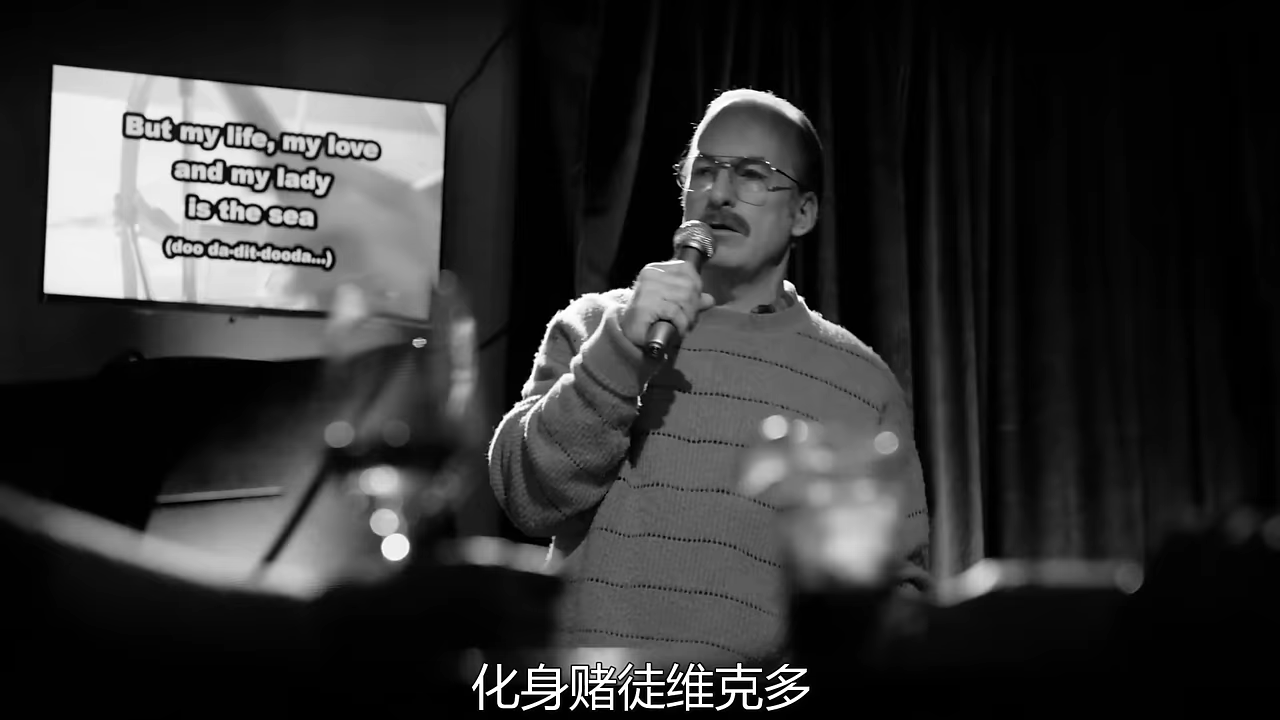 But my life, my love
and my lady
is the sea
(doo da-dit-dooda...)
化身赌徒维克多